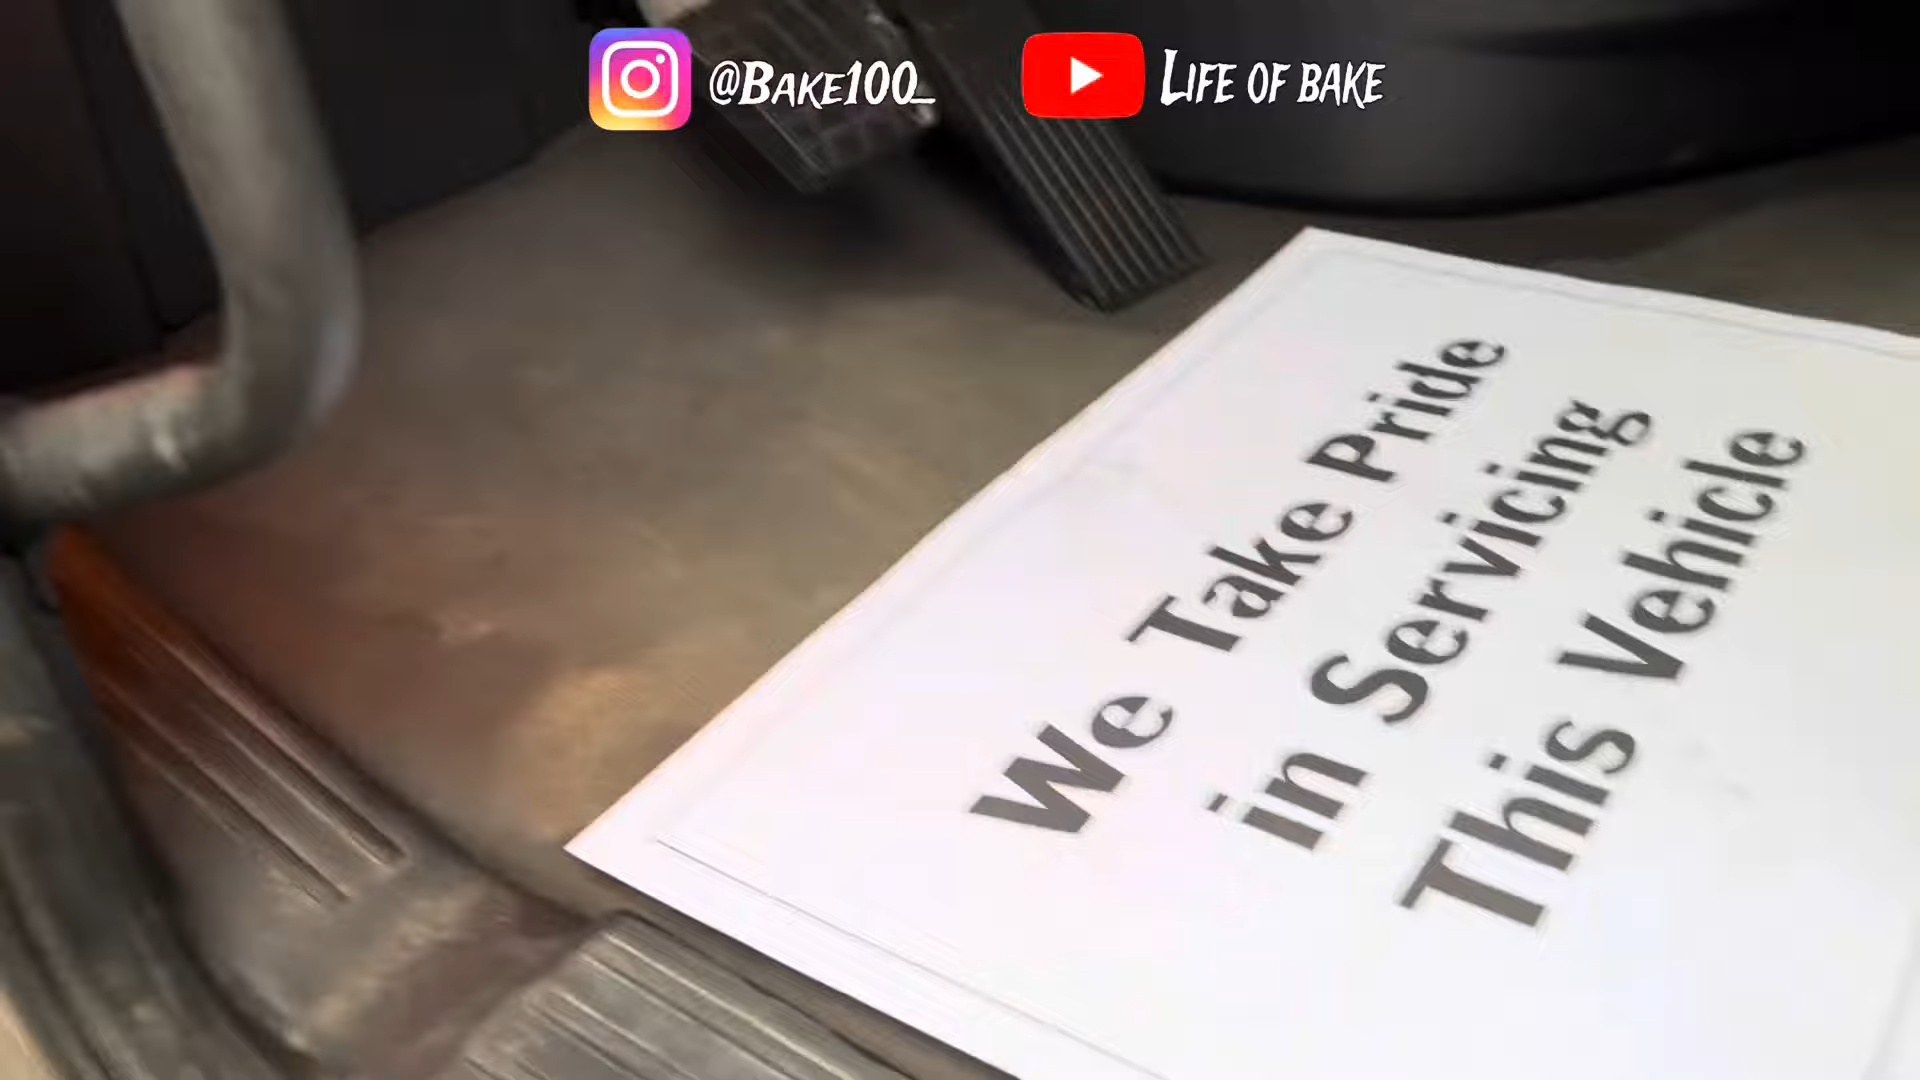 @Bake100_
Life of bake
We Take Pride
in Servicing
This Vehicle